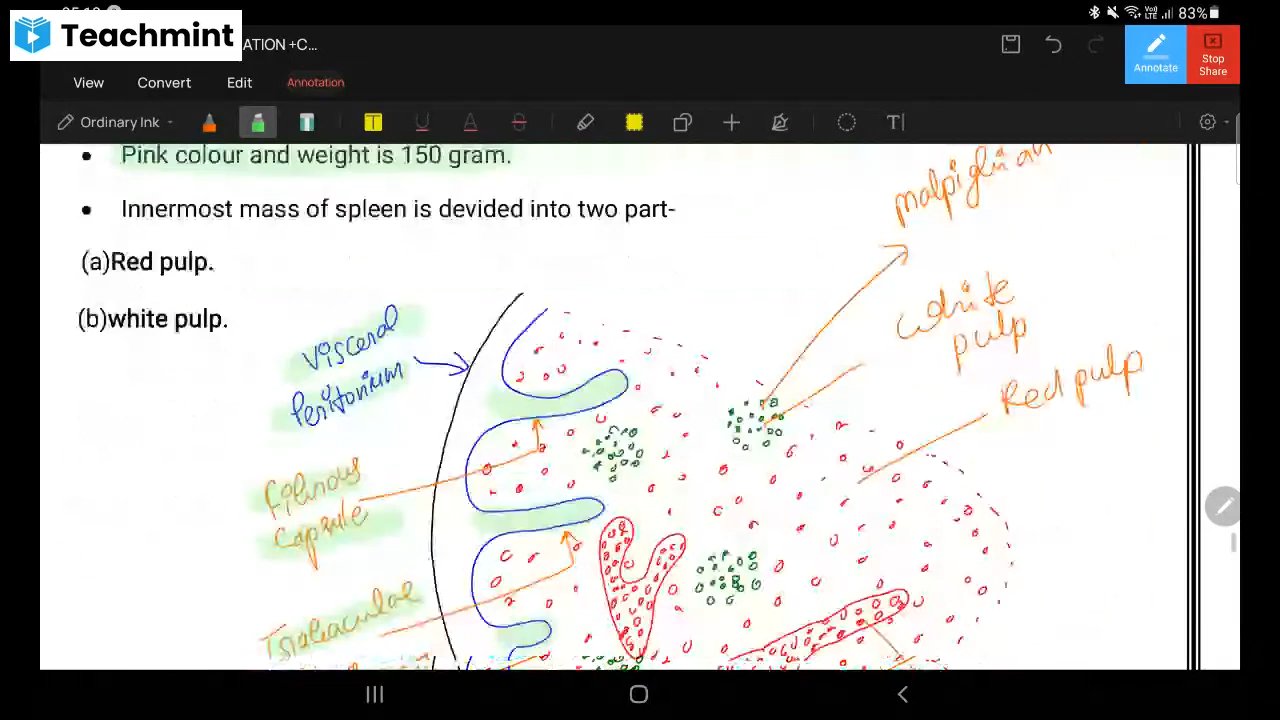 Teachmint
ATION +C...
83%
Annotate
Stop
Share
View Convert Edit Annotation
Ordinary Ink
• Pink colour and weight is 150 gram.
• Innermost mass of spleen is devided into two part-
(a)Red pulp.
(b)white pulp.
malpighian
white
pulp
Red pulp
Visceral
Peritonium
Fibrous
Capsule
Trabaculae